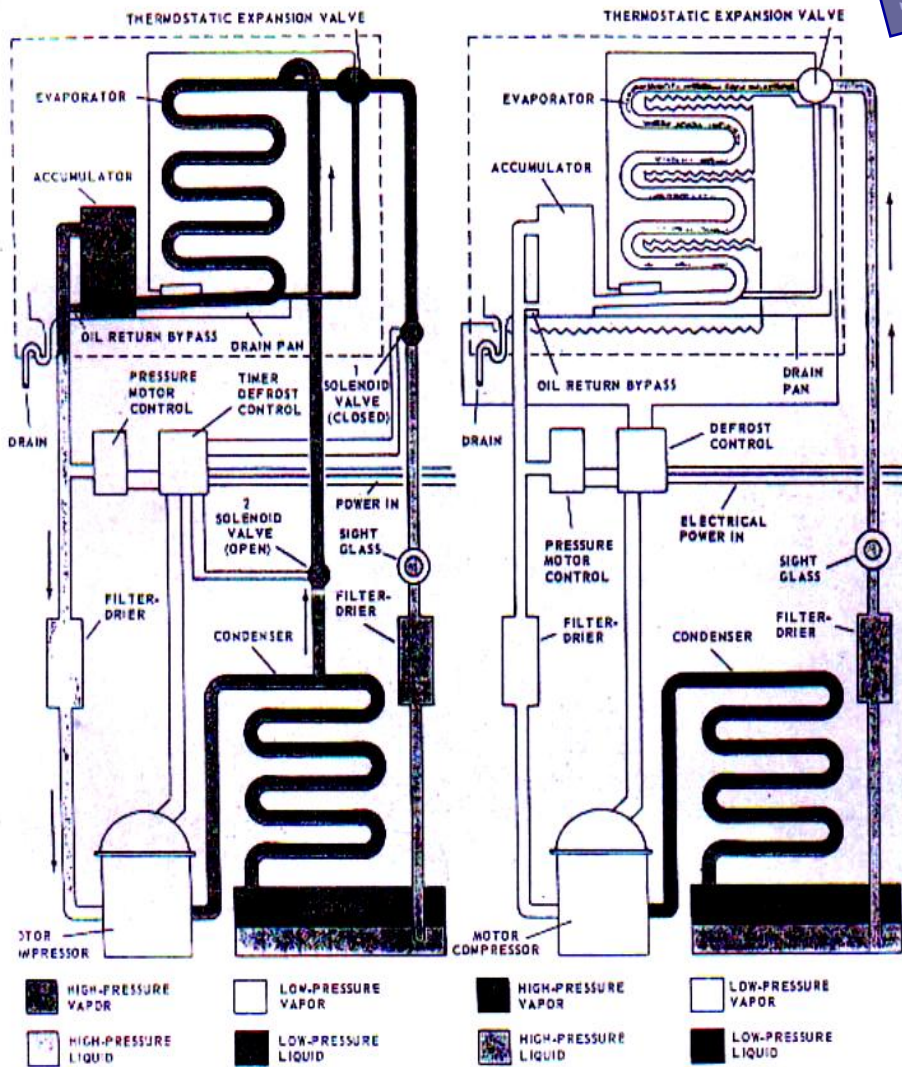 THERMOSTATIC EXPANSION VALVE
EVAPORATOR
ACCUMULATOR
OIL RETURN BYPASS
DRAIN PAN
DRAIN
PRESSURE
MOTOR
CONTROL
TIMER
DEFROST
CONTROL
1
SOLENOID
VALVE
(CLOSED)
POWER IN
2
SOLENOID
VALVE
(OPEN)
SIGHT
GLASS
FILTER-
DRIER
FILTER-
DRIER
CONDENSER
OTOR
MPRESSOR
HIGH-PRESSURE
VAPOR
LOW-PRESSURE
VAPOR
HIGH-PRESSURE
LIQUID
LOW-PRESSURE
LIQUID
THERMOSTATIC EXPANSION VALVE
EVAPORATOR
ACCUMULATOR
OIL RETURN BYPASS
DRAIN
PAN
DRAIN
DEFROST
CONTROL
ELECTRICAL
POWER IN
PRESSURE
MOTOR
CONTROL
SIGHT
GLASS
FILTER-
DRIER
FILTER-
DRIER
CONDENSER
MOTOR
COMPRESSOR
HIGH-PRESSURE
VAPOR
LOW-PRESSURE
VAPOR
HIGH-PRESSURE
LIQUID
LOW-PRESSURE
LIQUID